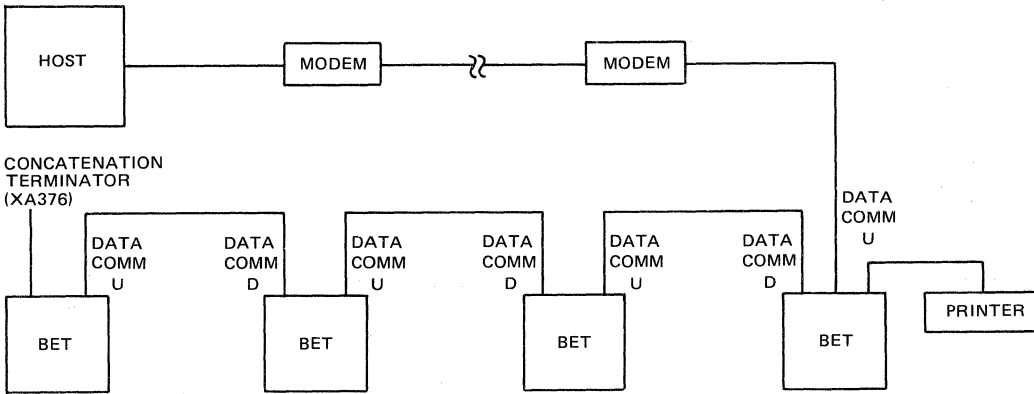 HOST
MODEM
MODEM
CONCATENATION
TERMINATOR
(XA376)
DATA
COMM
U
DATA
COMM
D
DATA
COMM
U
DATA
COMM
D
DATA
COMM
U
DATA
COMM
D
DATA
COMM
U
BET
BET
BET
BET
PRINTER